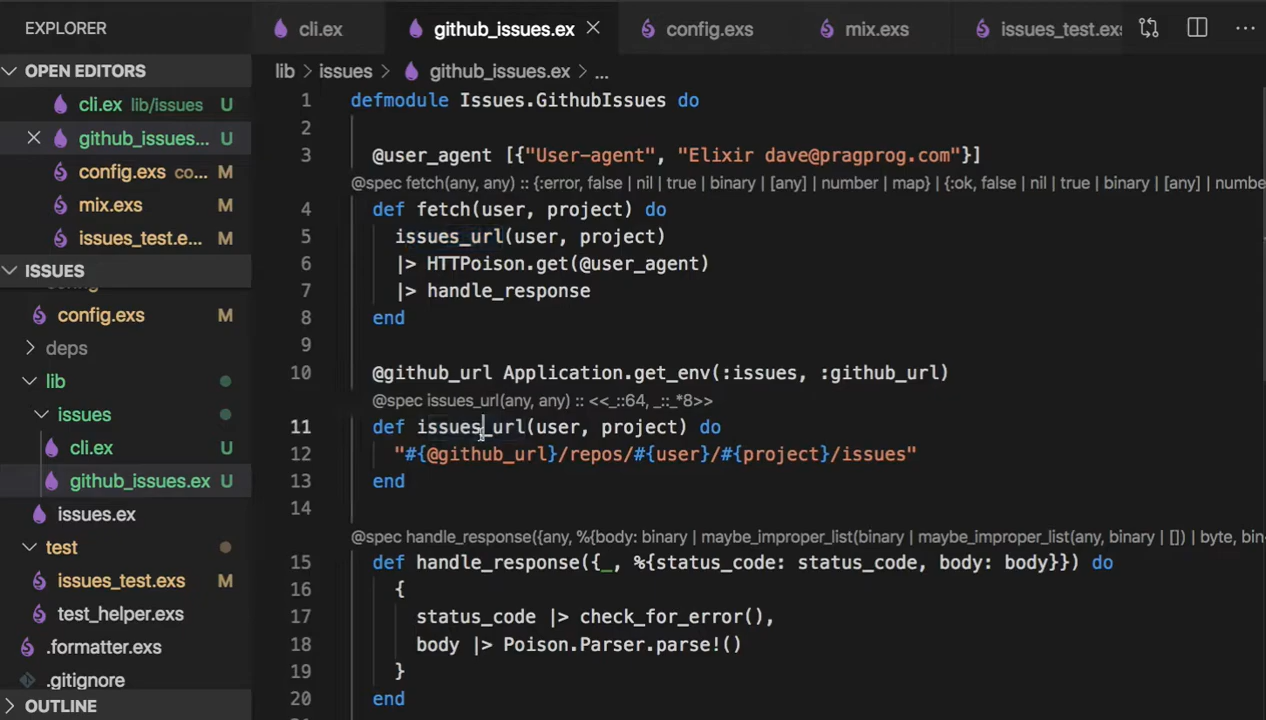 EXPLORER
cli.ex
github_issues.ex
config.exs
mix.exs
issues_test.exs
OPEN EDITORS
lib
issues
github_issues.ex
...
cli.ex lib/issues U
github_issues... U
config.exs co... M
mix.exs M
issues_test.e... M
ISSUES
config.exs M
deps
lib
issues
cli.ex U
github_issues.ex U
issues.ex
test
issues_test.exs M
test_helper.exs
.formatter.exs
.gitignore
OUTLINE
1 defmodule Issues.GithubIssues do
2
3 @user_agent [{"User-agent", "Elixir dave@pragprog.com"}]
@spec fetch(any, any) :: {:error, false | nil | true | binary | [any] | number | map} | {:ok, false | nil | true | binary | [any] | numbe
4 def fetch(user, project) do
5 issues_url(user, project)
6 |> HTTPoison.get(@user_agent)
7 |> handle_response
8 end
9
10 @github_url Application.get_env(:issues, :github_url)
@spec issues_url(any, any) :: <<_::64, _::_*8>>
11 def issues_url(user, project) do
12 "#{@github_url}/repos/#{user}/#{project}/issues"
13 end
14
@spec handle_response({any, %{body: binary | maybe_improper_list(binary | maybe_improper_list(any, binary | []) | byte, bin
15 def handle_response({_, %{status_code: status_code, body: body}}) do
16 {
17 status_code |> check_for_error(),
18 body |> Poison.Parser.parse!()
19 }
20 end